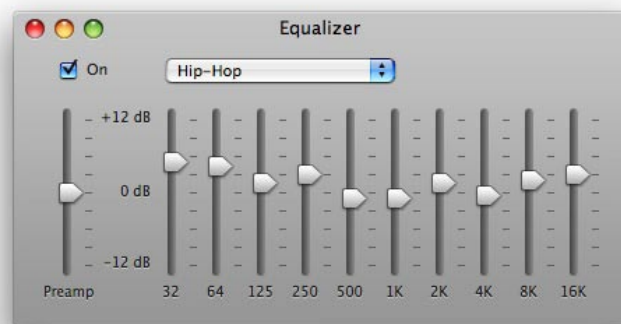 Equalizer
On
Hip-Hop
+12 dB
0 dB
-12 dB
Preamp 32 64 125 250 500 1K 2K 4K 8K 16K